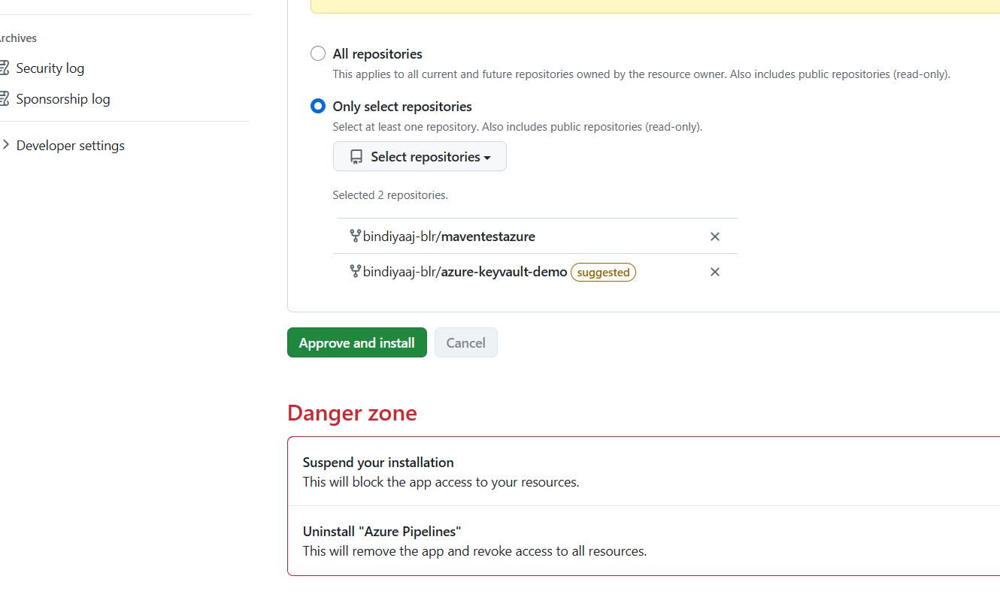 rchives
Security log
Sponsorship log
Developer settings
All repositories
This applies to all current and future repositories owned by the resource owner. Also includes public repositories (read-only).
Only select repositories
Select at least one repository. Also includes public repositories (read-only).
Select repositories
Selected 2 repositories.
bindiyaaj-blr/maventestazure
bindiyaaj-blr/azure-keyvault-demo suggested
Approve and install Cancel
Danger zone
Suspend your installation
This will block the app access to your resources.
Uninstall "Azure Pipelines"
This will remove the app and revoke access to all resources.